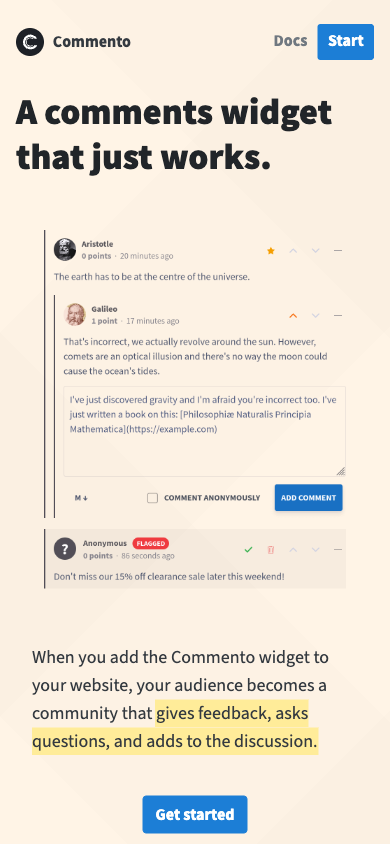 Commento
Docs
Start
A comments widget
that just works.
Aristotle
0 points · 20 minutes ago
The earth has to be at the centre of the universe.
Galileo
1 point · 17 minutes ago
That's incorrect, we actually revolve around the sun. However,
comets are an optical illusion and there's no way the moon could
cause the ocean's tides.
I've just discovered gravity and I'm afraid you're incorrect too. I've
just written a book on this: [Philosophiæ Naturalis Principia
Mathematica](https://example.com)
M↓
COMMENT ANONYMOUSLY
ADD COMMENT
?
Anonymous FLAGGED
0 points · 86 seconds ago
Don't miss our 15% off clearance sale later this weekend!
When you add the Commento widget to
your website, your audience becomes a
community that gives feedback, asks
questions, and adds to the discussion.
Get started